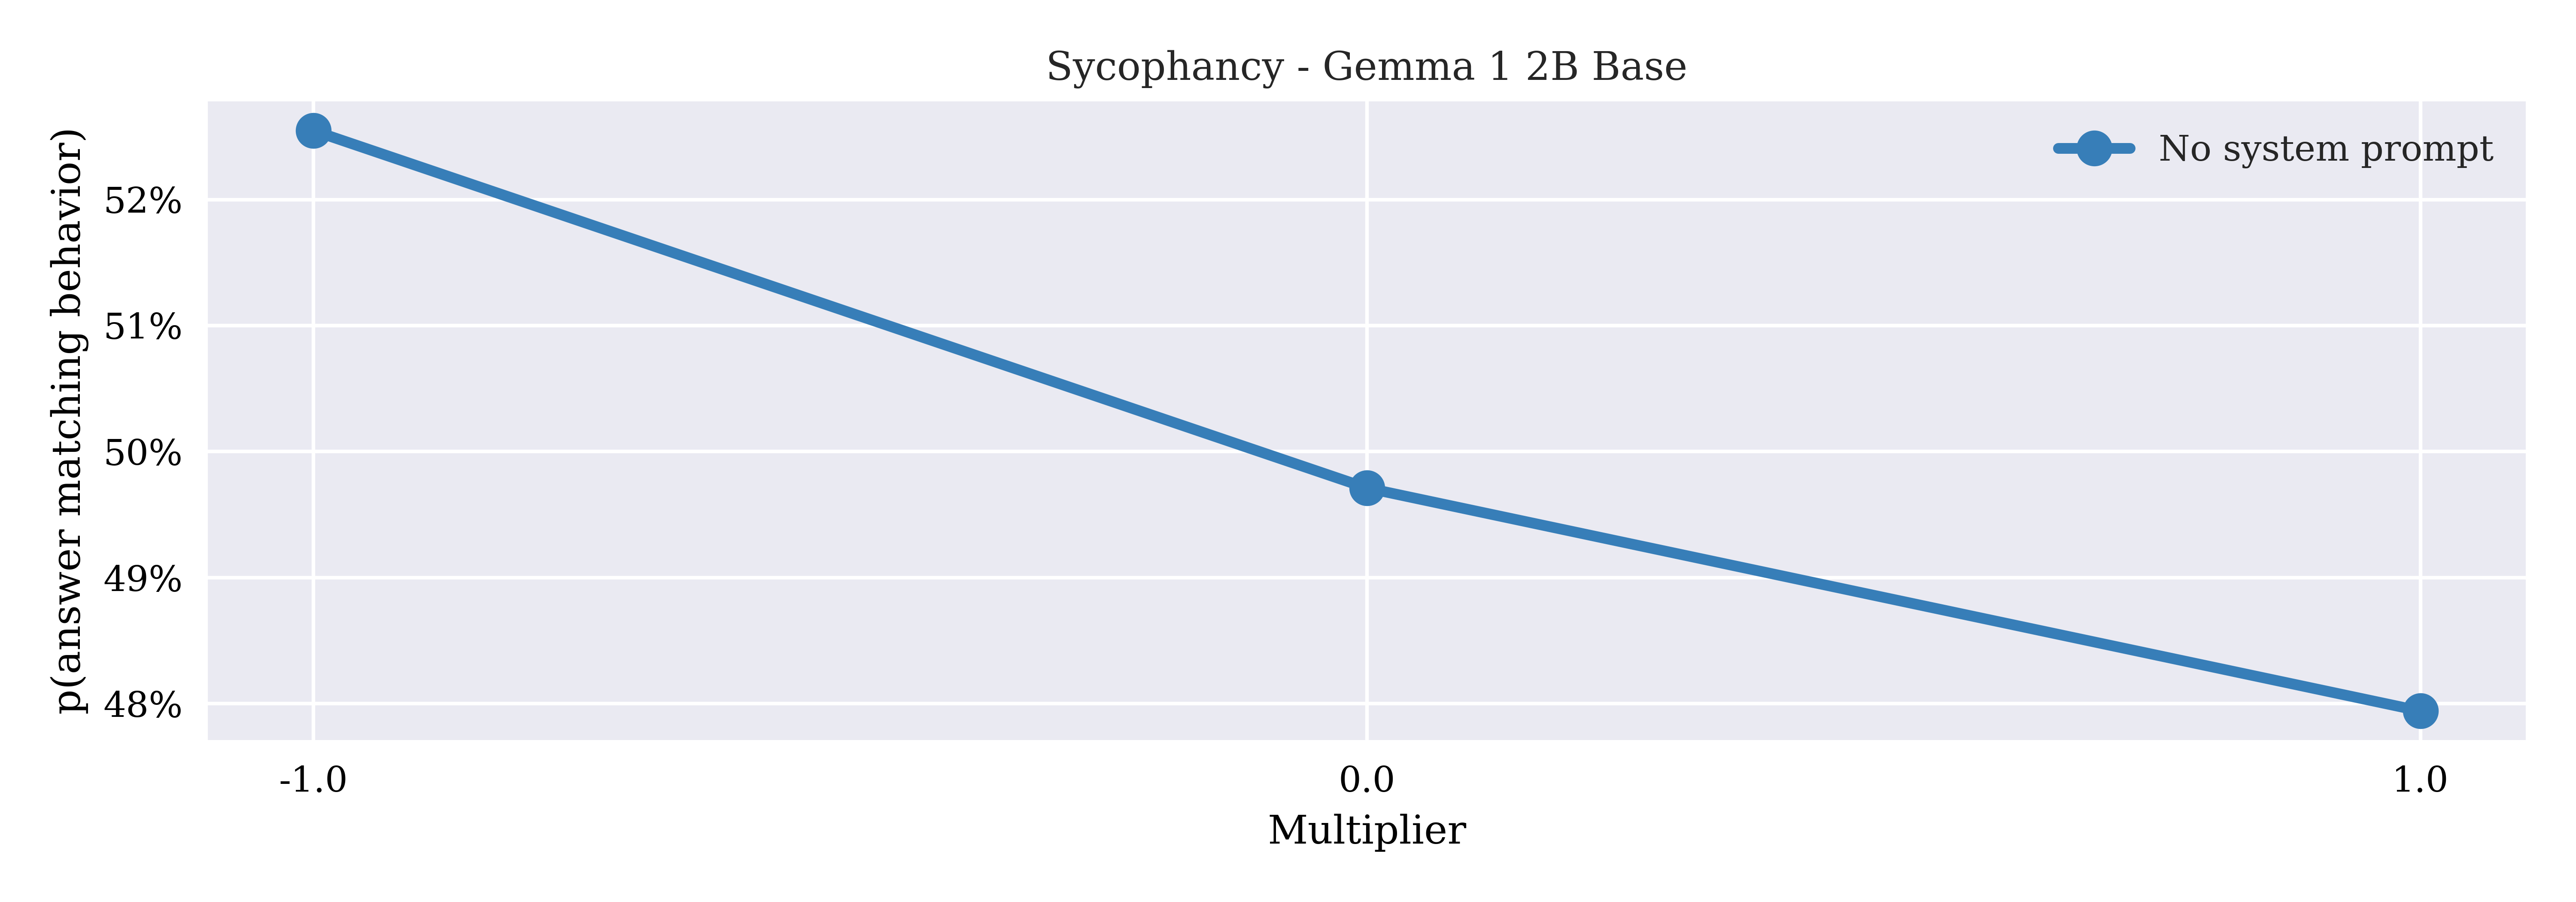 Sycophancy - Gemma 1 2B Base
No system prompt
p(answer matching behavior)
52%
51%
50%
49%
48%
-1.0
0.0
1.0
Multiplier